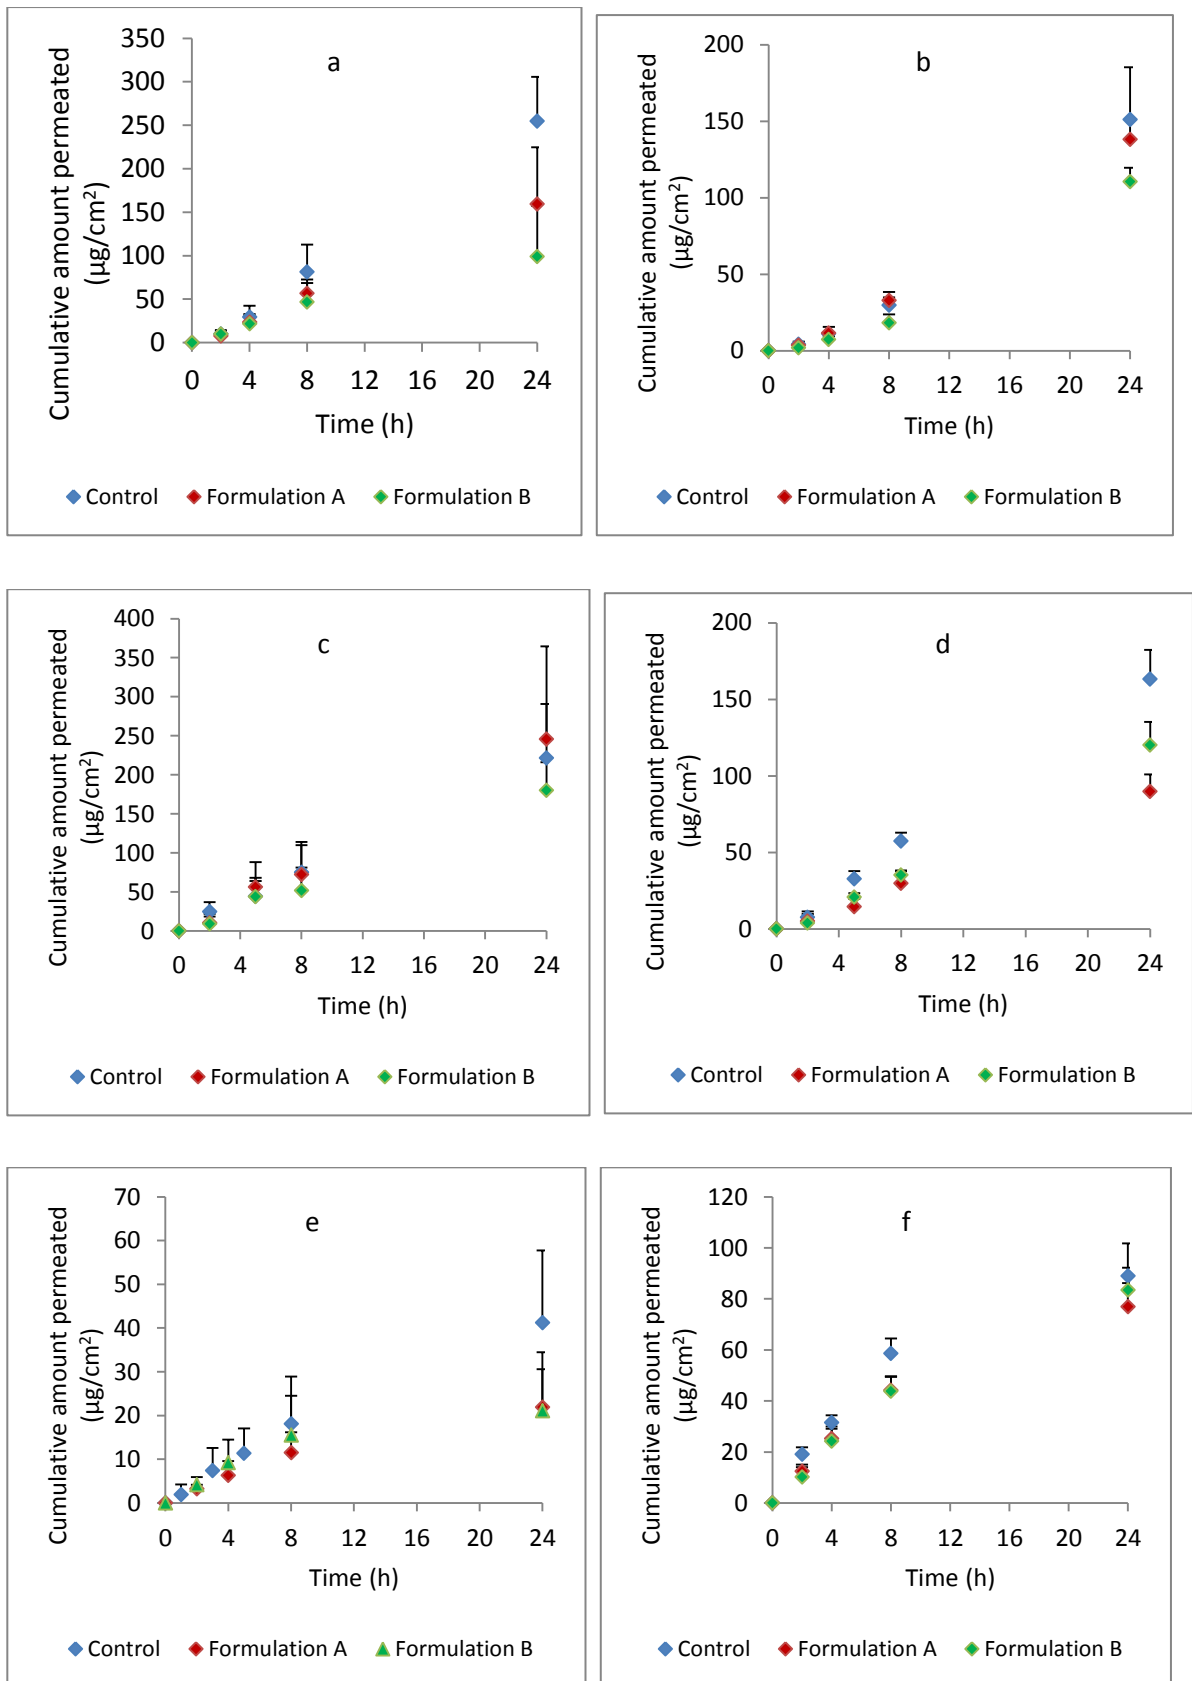 a
Cumulative amount permeated
(µg/cm²)
350
300
250
200
150
100
50
0
0 4 8 12 16 20 24
Time (h)
Control Formulation A Formulation B
b
Cumulative amount permeated
(µg/cm²)
200
150
100
50
0
0 4 8 12 16 20 24
Time (h)
Control Formulation A Formulation B
c
Cumulative amount permeated
(µg/cm²)
400
350
300
250
200
150
100
50
0
0 4 8 12 16 20 24
Time (h)
Control Formulation A Formulation B
d
Cumulative amount permeated
(µg/cm²)
200
150
100
50
0
0 4 8 12 16 20 24
Time (h)
Control Formulation A Formulation B
e
Cumulative amount permeated
(µg/cm²)
70
60
50
40
30
20
10
0
0 4 8 12 16 20 24
Time (h)
Control Formulation A Formulation B
f
Cumulative amount permeated
(µg/cm²)
120
100
80
60
40
20
0
0 4 8 12 16 20 24
Time (h)
Control Formulation A Formulation B